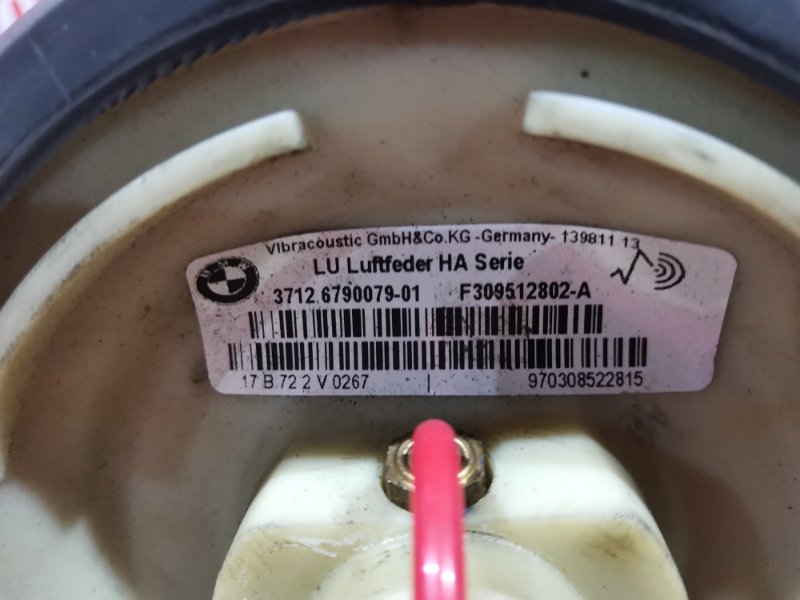 Vibracoustic GmbH&Co.KG -Germany- 139811 13
BMW
LU Luftfeder HA Serie
3712 6790079-01 F309512802-A
17 B 72 2 V 0267 | 970308522815